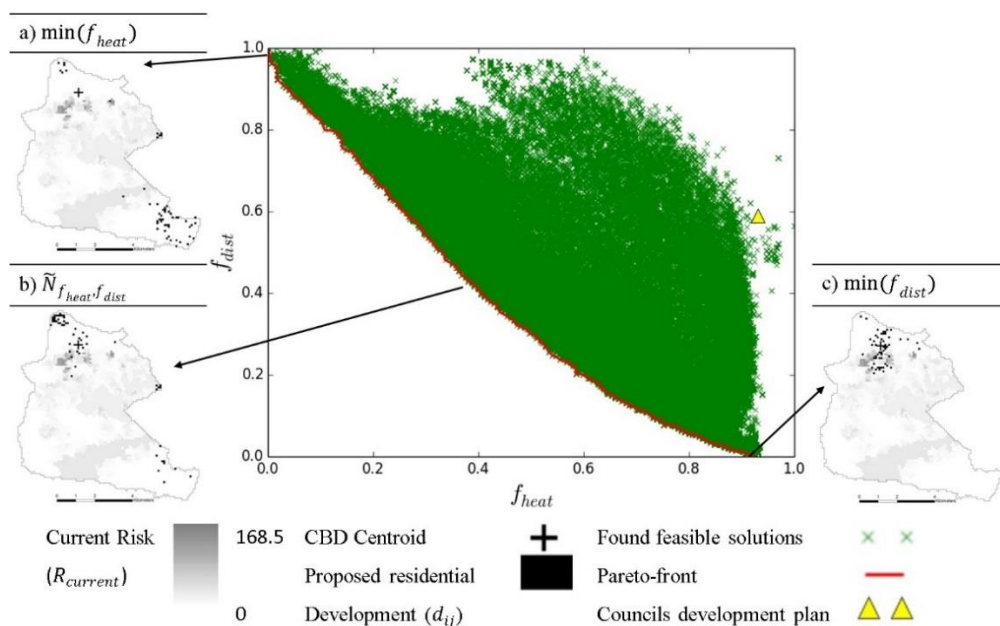 a) min(f_heat)
1.0
0.8
0.6
0.4
0.2
0.0
f_dist
0.0 0.2 0.4 0.6 0.8 1.0
f_heat
b) Ñ_f_heat,f_dist
c) min(f_dist)
Current Risk
(R_current)
168.5
0
CBD Centroid
Proposed residential
Development (d_ij)
Found feasible solutions
Pareto-front
Councils development plan